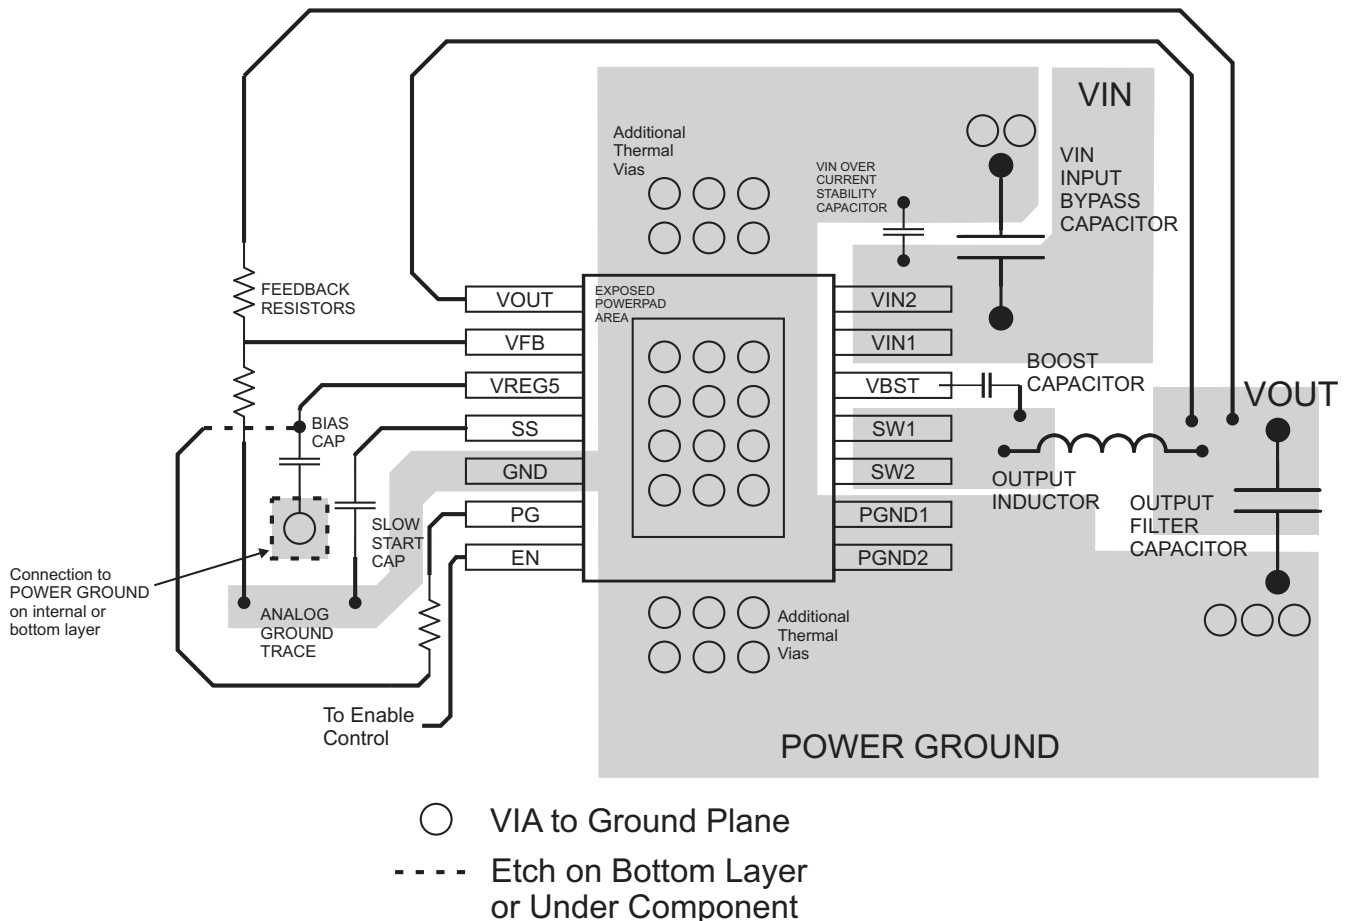 VIN
Additional
Thermal
Vias
VIN OVER
CURRENT
STABILITY
CAPACITOR
VIN
INPUT
BYPASS
CAPACITOR
FEEDBACK
RESISTORS
VOUT
VFB
VREG5
SS
GND
PG
EN
EXPOSED
POWERPAD
AREA
VIN2
VIN1
VBST
SW1
SW2
PGND1
PGND2
BOOST
CAPACITOR
VOUT
BIAS
CAP
SLOW
START
CAP
OUTPUT
INDUCTOR
OUTPUT
FILTER
CAPACITOR
Connection to
POWER GROUND
on internal or
bottom layer
ANALOG
GROUND
TRACE
Additional
Thermal
Vias
To Enable
Control
POWER GROUND
VIA to Ground Plane
Etch on Bottom Layer
or Under Component